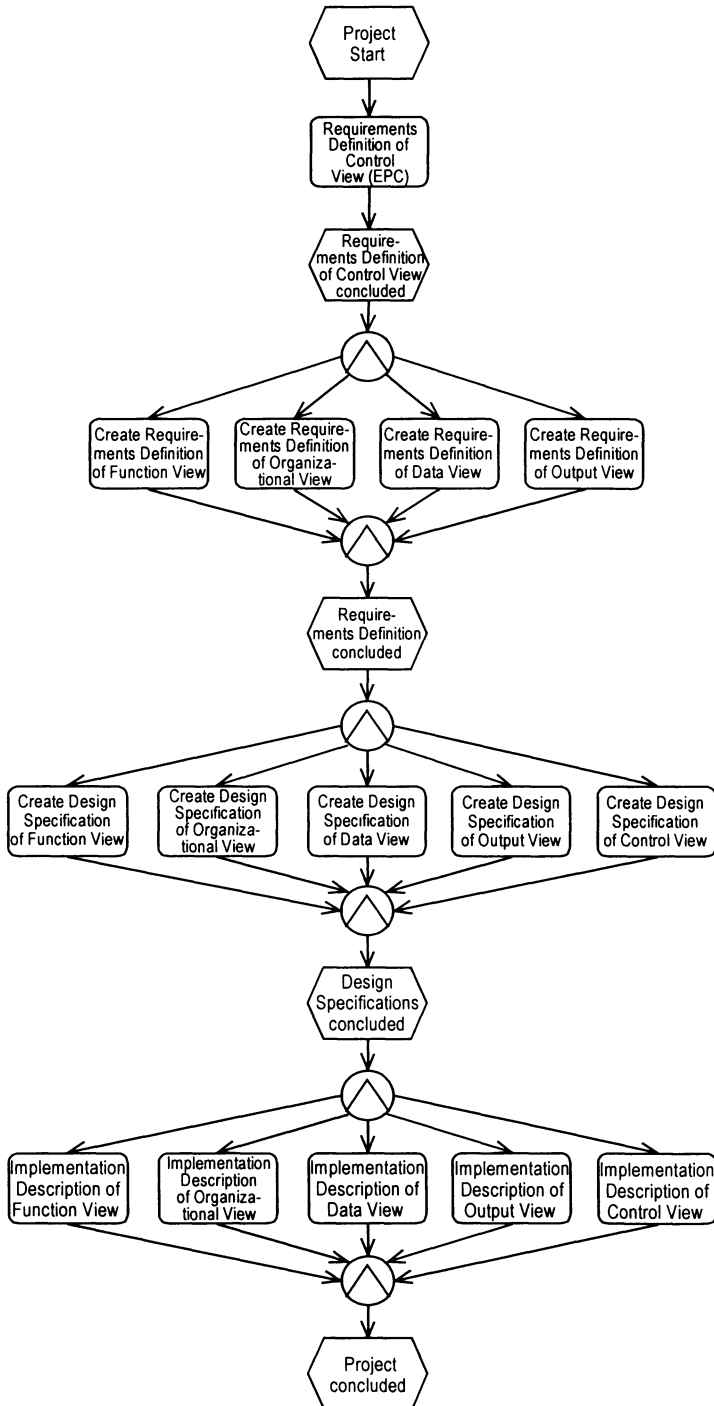 Project
Start
Requirements
Definition of
Control
View (EPC)
Require-
ments Definition
of Control View
concluded
Create Require-
ments Definition
of Function View
Create Require-
ments Definition
of Organiza-
tional View
Create Require-
ments Definition
of Data View
Create Require-
ments Definition
of Output View
Require-
ments Definition
concluded
Create Design
Specification
of Function View
Create Design
Specification
of Organiza-
tional View
Create Design
Specification
of Data View
Create Design
Specification
of Output View
Create Design
Specification
of Control View
Design
Specifications
concluded
Implementation
Description of
Function View
Implementation
Description
of Organiza-
tional View
Implementation
Description of
Data View
Implementation
Description of
Output View
Implementation
Description of
Control View
Project
concluded